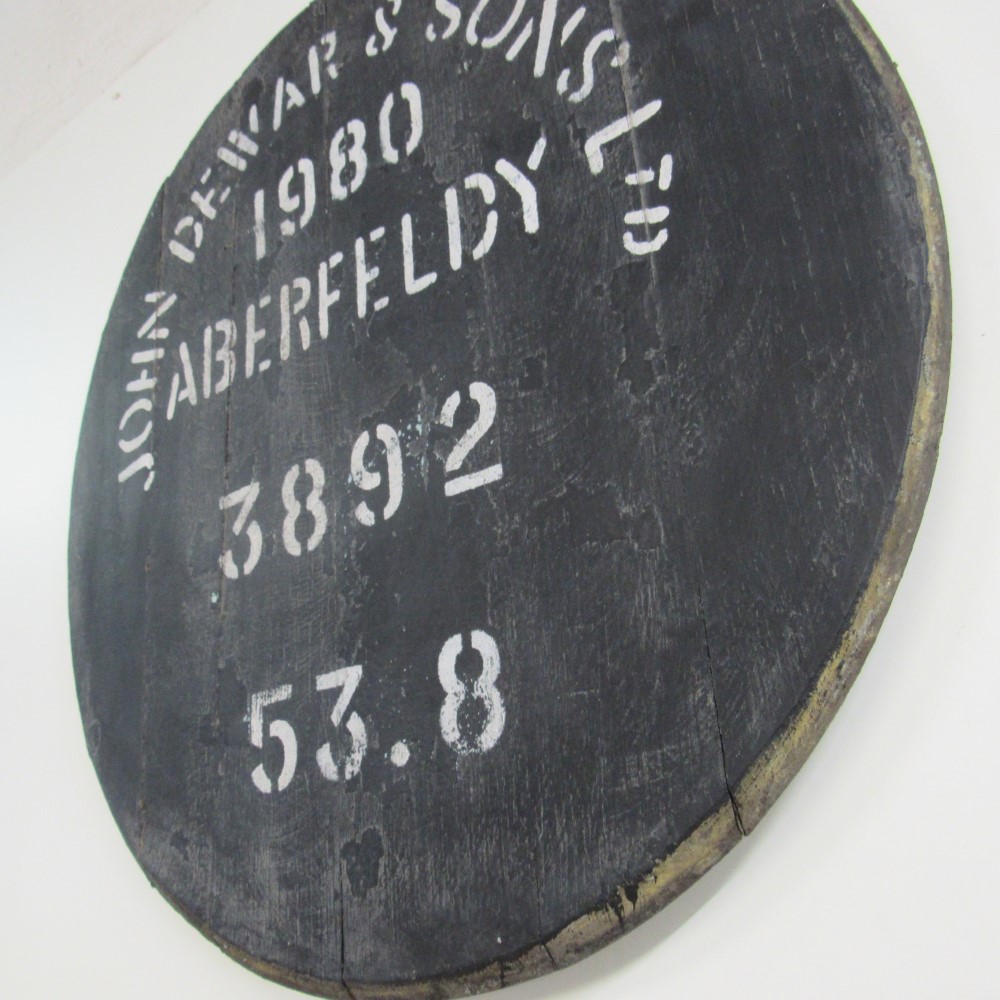 JOHN DEWAR & SONS LTD
1980
ABERFELDY
3892
53.8